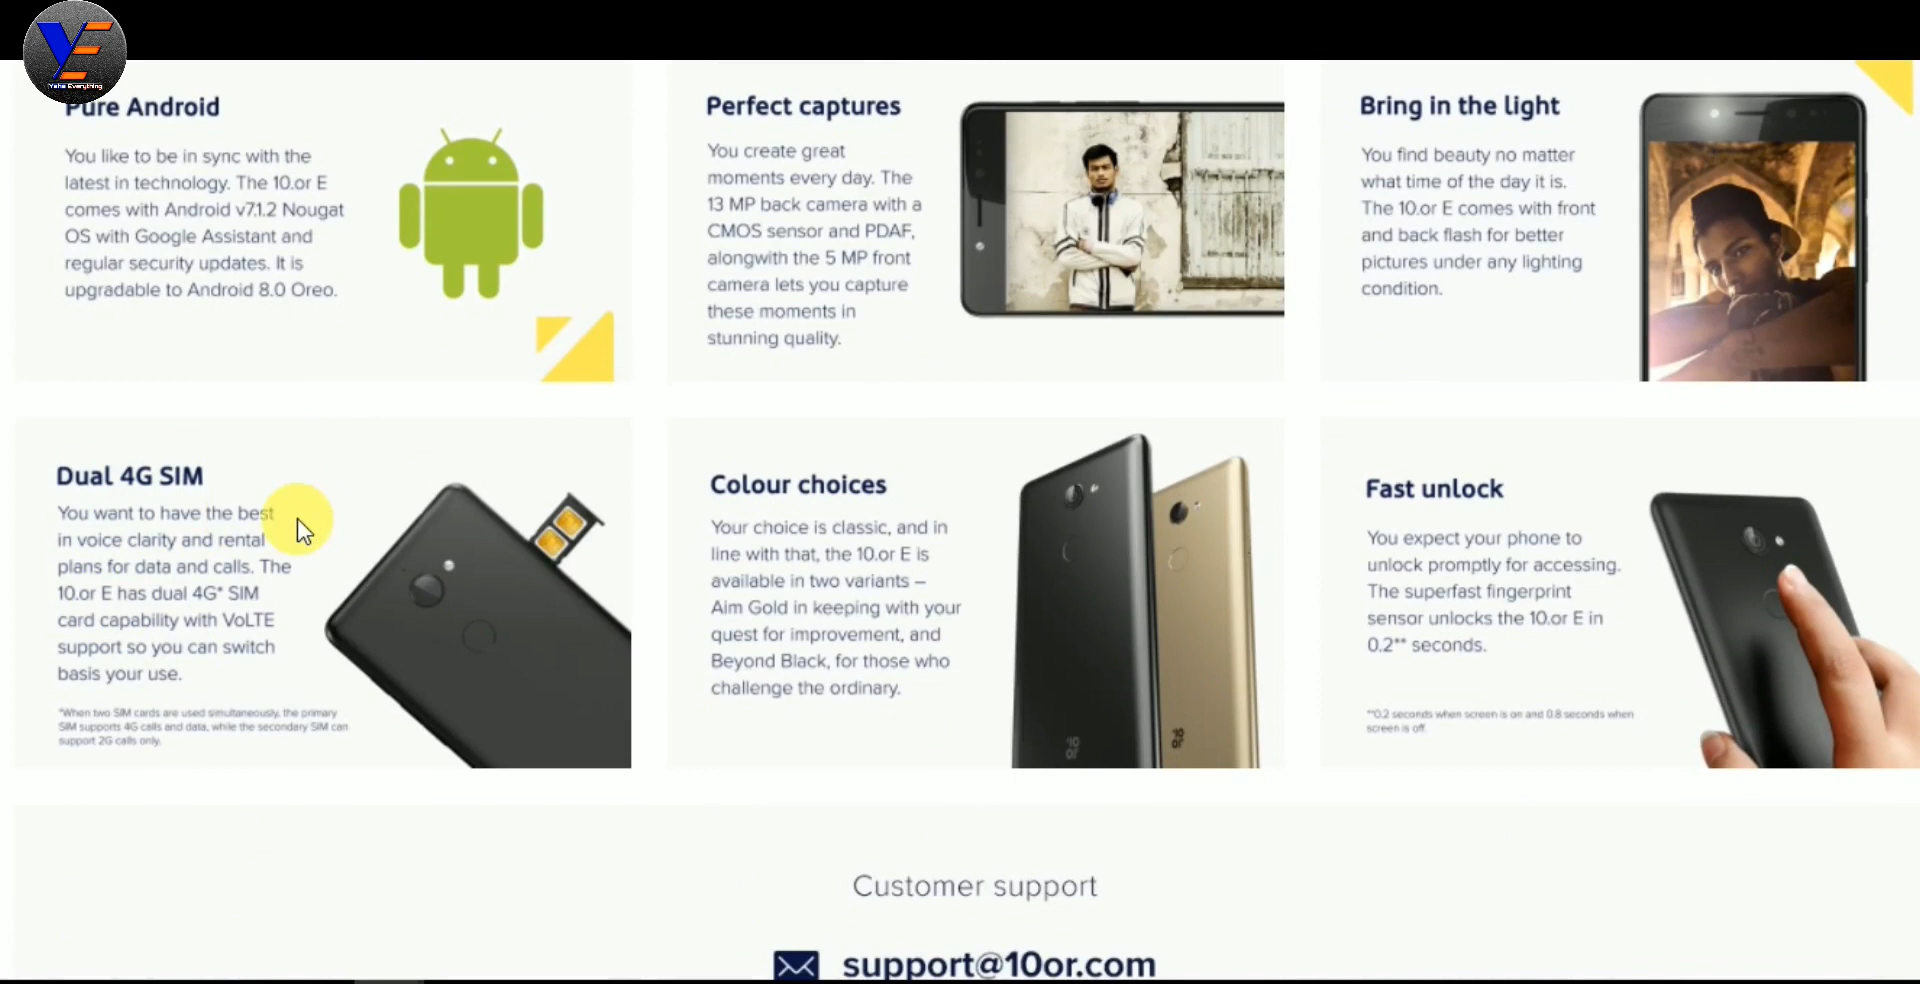 YE
Yaha Everything
Pure Android
You like to be in sync with the
latest in technology. The 10.or E
comes with Android v7.1.2 Nougat
OS with Google Assistant and
regular security updates. It is
upgradable to Android 8.0 Oreo.
Perfect captures
You create great
moments every day. The
13 MP back camera with a
CMOS sensor and PDAF,
alongwith the 5 MP front
camera lets you capture
these moments in
stunning quality.
Bring in the light
You find beauty no matter
what time of the day it is.
The 10.or E comes with front
and back flash for better
pictures under any lighting
condition.
Dual 4G SIM
You want to have the best
in voice clarity and rental
plans for data and calls. The
10.or E has dual 4G* SIM
card capability with VoLTE
support so you can switch
basis your use.
*When two SIM cards are used simultaneously, the primary
SIM supports 4G calls and data, while the secondary SIM can
support 2G calls only.
Colour choices
Your choice is classic, and in
line with that, the 10.or E is
available in two variants –
Aim Gold in keeping with your
quest for improvement, and
Beyond Black, for those who
challenge the ordinary.
10
or
10
or
Fast unlock
You expect your phone to
unlock promptly for accessing.
The superfast fingerprint
sensor unlocks the 10.or E in
0.2** seconds.
**0.2 seconds when screen is on and 0.8 seconds when
screen is off.
Customer support
support@10or.com